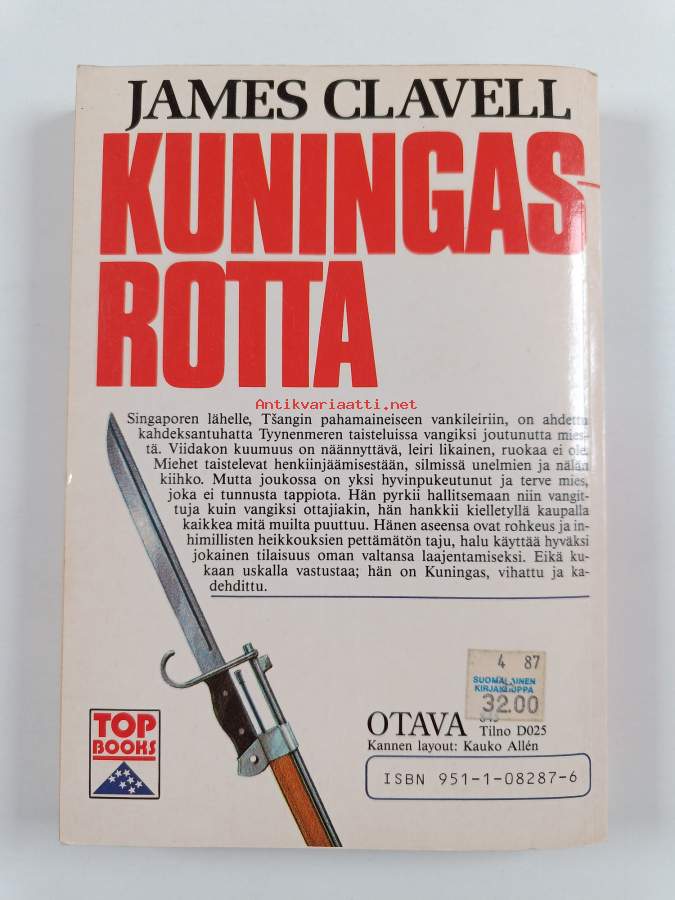 JAMES CLAVELL
KUNINGAS-
ROTTA
Antikvariaatti.net
Singaporen lähelle, Tšangin pahamaineiseen vankileiriin, on ahdettu
kahdeksantuhatta Tyynenmeren taisteluissa vangiksi joutunutta mies-
tä. Viidakon kuumuus on näännyttävä, leiri likainen, ruokaa ei ole.
Miehet taistelevat henkiinjäämisestään, silmissä unelmien ja nälän
kiihko. Mutta joukossa on yksi hyvinpukeutunut ja terve mies,
joka ei tunnusta tappiota. Hän pyrkii hallitsemaan niin vangit-
tuja kuin vangiksi ottajiakin, hän hankkii kielletyllä kaupalla
kaikkea mitä muilta puuttuu. Hänen aseensa ovat rohkeus ja in-
himillisten heikkouksien pettämätön taju, halu käyttää hyväksi
jokainen tilaisuus oman valtansa laajentamiseksi. Eikä ku-
kaan uskalla vastustaa; hän on Kuningas, vihattu ja ka-
dehdittu.
4 87
SUOMALAINEN
KIRJAKAUPPA
32.00
TOP
BOOKS
OTAVA
Tilno D025
Kannen layout: Kauko Allén
ISBN 951-1-08287-6